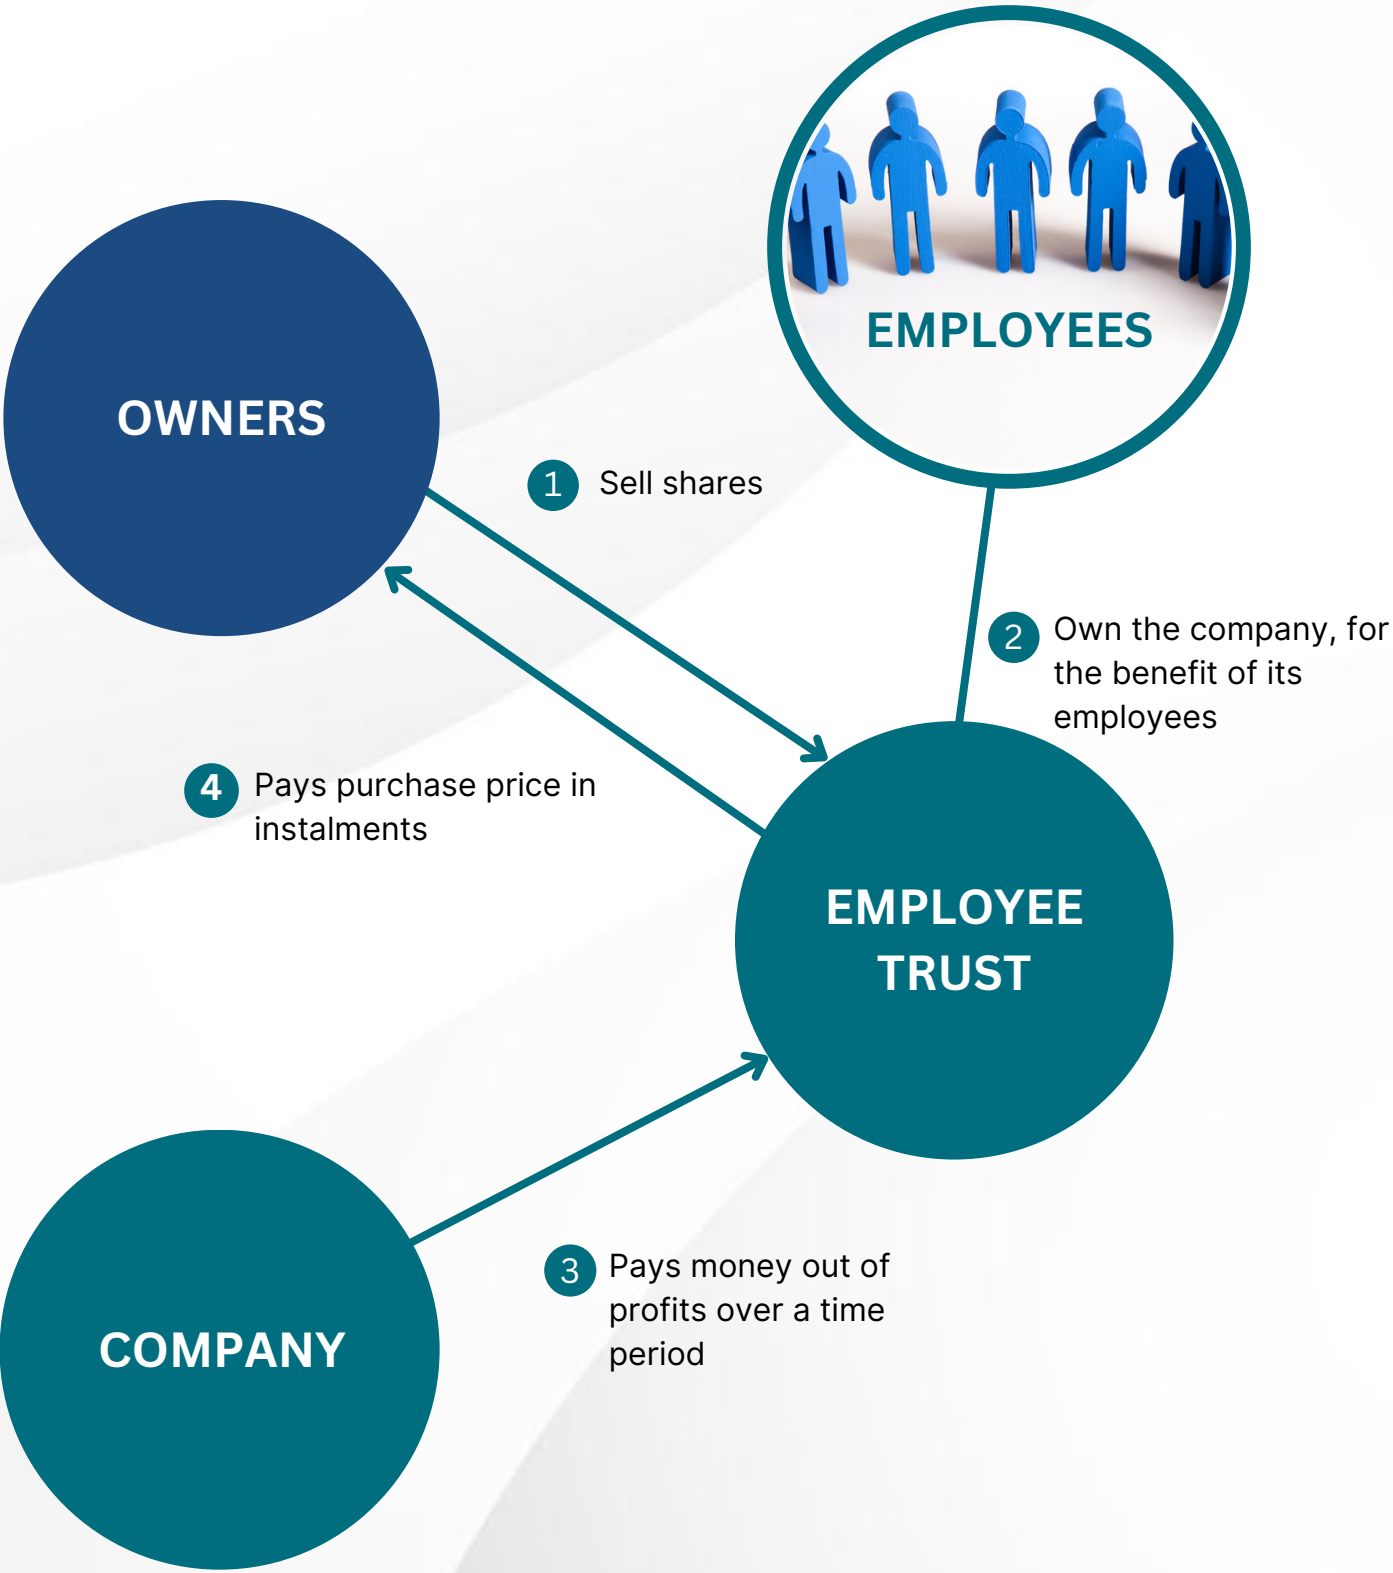 EMPLOYEES
OWNERS
1 Sell shares
2 Own the company, for
the benefit of its
employees
4 Pays purchase price in
instalments
EMPLOYEE
TRUST
3 Pays money out of
profits over a time
period
COMPANY